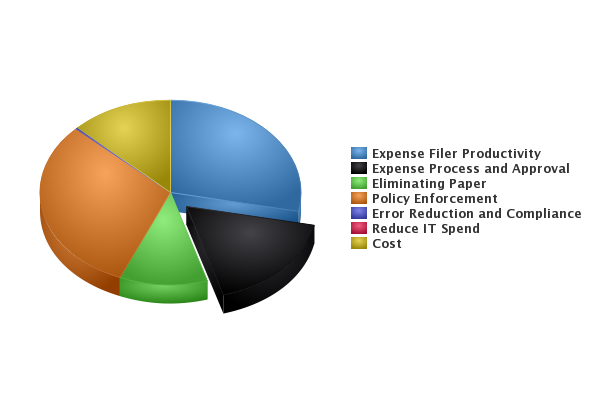 Expense Filer Productivity
Expense Process and Approval
Eliminating Paper
Policy Enforcement
Error Reduction and Compliance
Reduce IT Spend
Cost